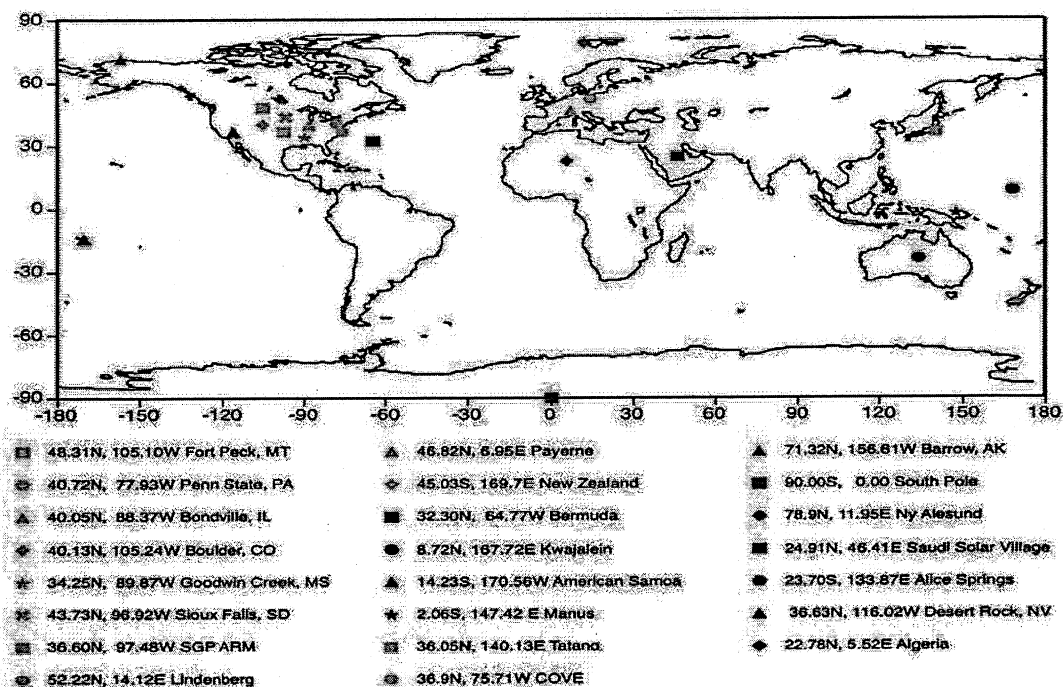 90
60
30
0
-30
-60
-90
-180 -150 -120 -90 -60 -30 0 30 60 90 120 150 180
48.31N, 105.10W Fort Peck, MT
40.72N, 77.93W Penn State, PA
40.05N, 88.37W Bondville, IL
40.13N, 105.24W Boulder, CO
34.25N, 89.87W Goodwin Creek, MS
43.73N, 96.92W Sioux Falls, SD
36.60N, 97.48W SGP ARM
52.22N, 14.12E Lindenberg
46.82N, 6.95E Payerne
45.03S, 169.7E New Zealand
32.30N, 64.77W Bermuda
8.72N, 167.72E Kwajalein
14.23S, 170.56W American Samoa
2.06S, 147.42 E Manus
36.05N, 140.13E Tatano
36.9N, 75.71W COVE
71.32N, 156.61W Barrow, AK
90.00S, 0.00 South Pole
78.9N, 11.95E Ny Alesund
24.91N, 46.41E Saudi Solar Village
23.70S, 133.87E Alice Springs
36.63N, 116.02W Desert Rock, NV
22.78N, 5.52E Algeria